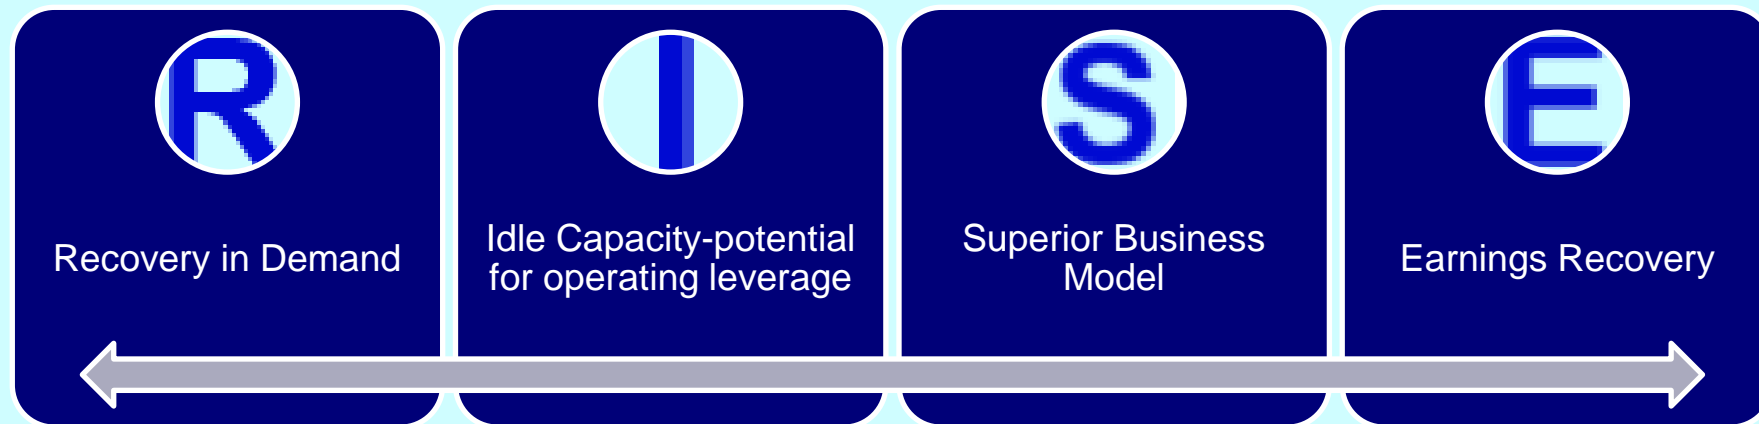 R
Recovery in Demand
I
Idle Capacity-potential
for operating leverage
S
Superior Business
Model
E
Earnings Recovery